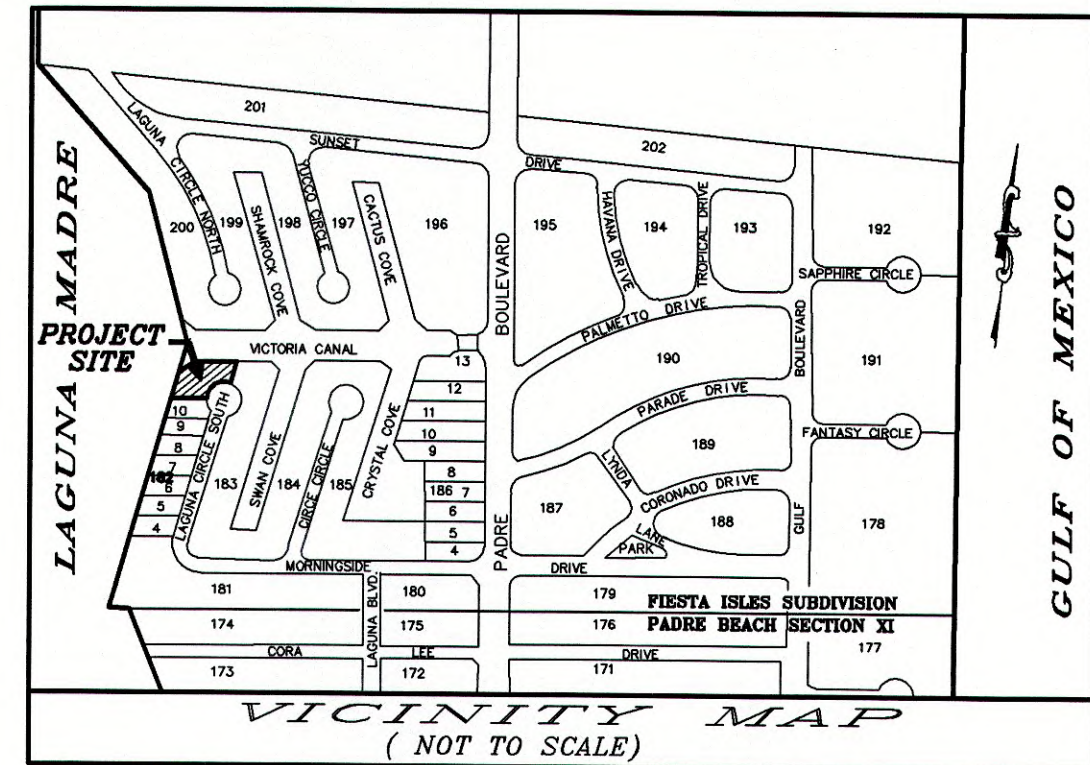 201
SUNSET
DRIVE
202
LAGUNA CIRCLE NORTH
YUCCO CIRCLE
CACTUS COVE
SHAMROCK COVE
HAVANA DRIVE
TROPICAL DRIVE
200
199
198
197
196
195
194
193
192
SAPPHIRE CIRCLE
LAGUNA MADRE
GULF OF MEXICO
PADRE BOULEVARD
GULF BOULEVARD
PROJECT
SITE
VICTORIA CANAL
PALMETTO DRIVE
190
191
PARADE DRIVE
FANTASY CIRCLE
13
12
11
10
9
8
186 7
6
5
4
10
9
8
7
182
6
5
4
LAGUNA CIRCLE SOUTH
183
SWAN COVE
184
CIRCE CIRCLE
185
CRYSTAL COVE
189
LYNDA LANE
CORONADO DRIVE
187
188
178
PARK
MORNINGSIDE
DRIVE
181
180
179
LAGUNA BLVD.
FIESTA ISLES SUBDIVISION
PADRE BEACH SECTION XI
174
175
176
177
CORA LEE DRIVE
173
172
171
VICINITY MAP
( NOT TO SCALE)